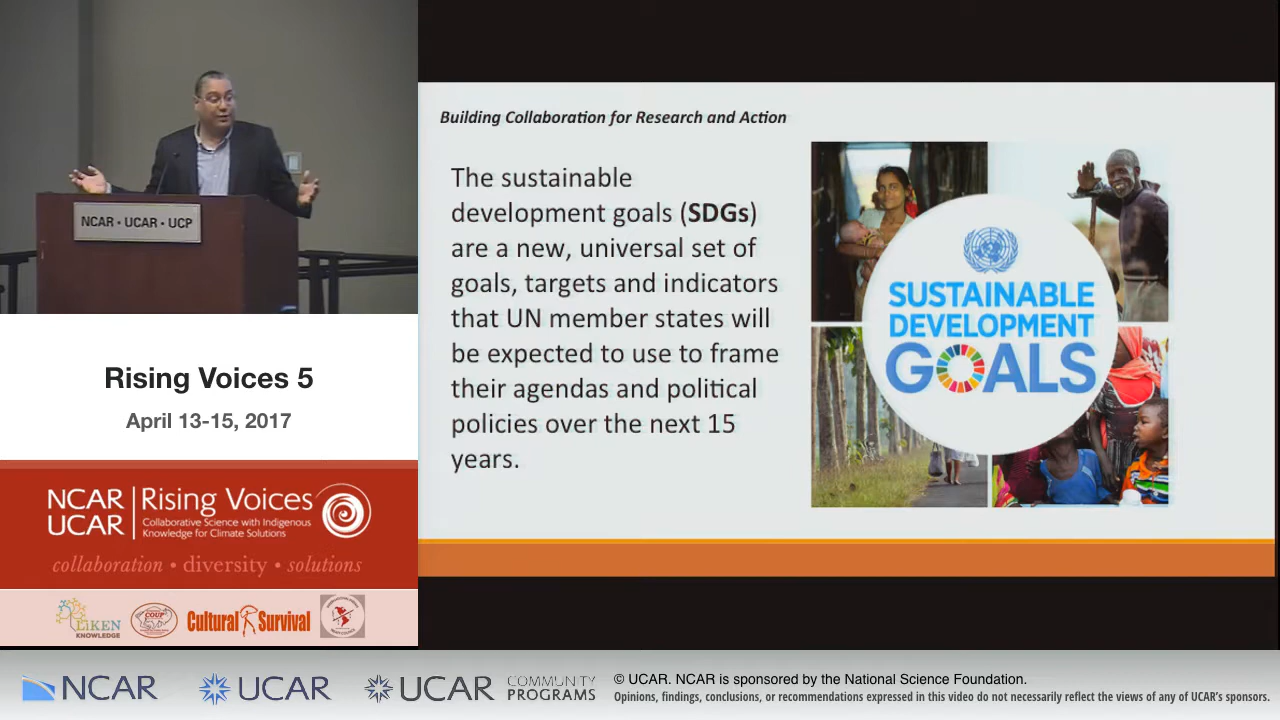 NCAR • UCAR • UCP
Rising Voices 5
April 13-15, 2017
NCAR
UCAR
Rising Voices
Collaborative Science with Indigenous
Knowledge for Climate Solutions
collaboration • diversity • solutions
LiKEN
KNOWLEDGE
COUP
Cultural Survival
Building Collaboration for Research and Action
The sustainable
development goals (SDGs)
are a new, universal set of
goals, targets and indicators
that UN member states will
be expected to use to frame
their agendas and political
policies over the next 15
years.
SUSTAINABLE
DEVELOPMENT
GOALS
NCAR
UCAR
UCAR
COMMUNITY
PROGRAMS
© UCAR. NCAR is sponsored by the National Science Foundation.
Opinions, findings, conclusions, or recommendations expressed in this video do not necessarily reflect the views of any of UCAR's sponsors.